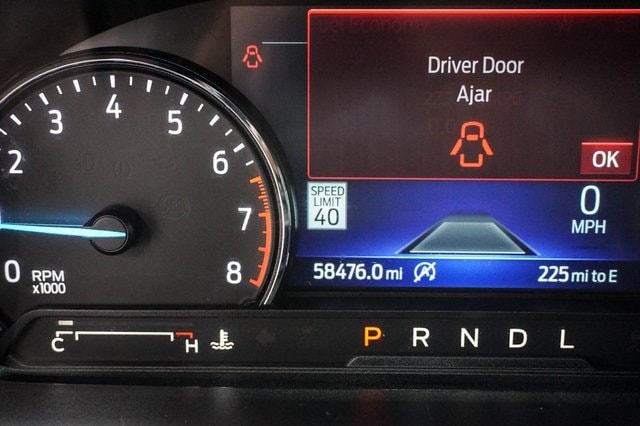 Driver Door
Ajar
OK
SPEED
LIMIT
40
0
MPH
58476.0 mi
225 mi to E
0
2
3
4
5
6
7
8
RPM
x1000
C
H
P R N D L